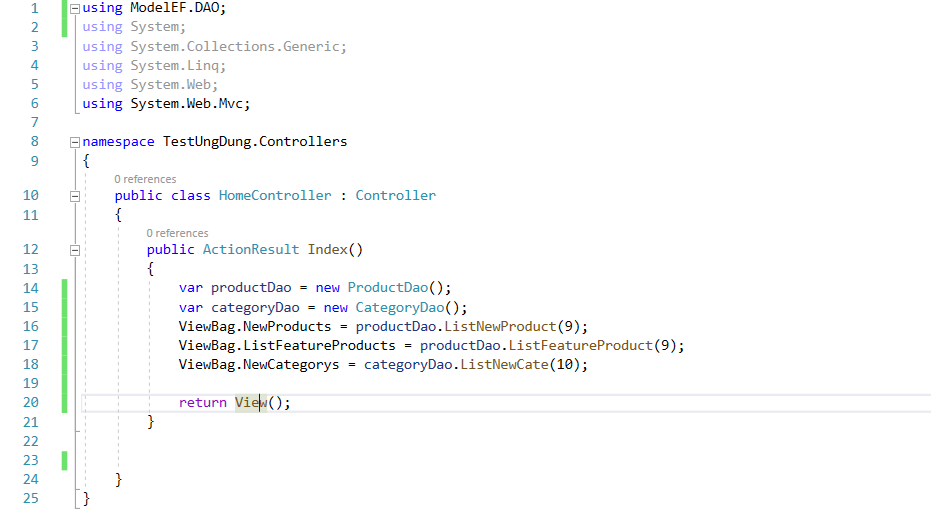 1 using ModelEF.DAO;
2 using System;
3 using System.Collections.Generic;
4 using System.Linq;
5 using System.Web;
6 using System.Web.Mvc;
7
8 namespace TestUngDung.Controllers
9 {
0 references
10 public class HomeController : Controller
11 {
0 references
12 public ActionResult Index()
13 {
14 var productDao = new ProductDao();
15 var categoryDao = new CategoryDao();
16 ViewBag.NewProducts = productDao.ListNewProduct(9);
17 ViewBag.ListFeatureProducts = productDao.ListFeatureProduct(9);
18 ViewBag.NewCategorys = categoryDao.ListNewCate(10);
19
20 return View();
21 }
22
23
24 }
25 }